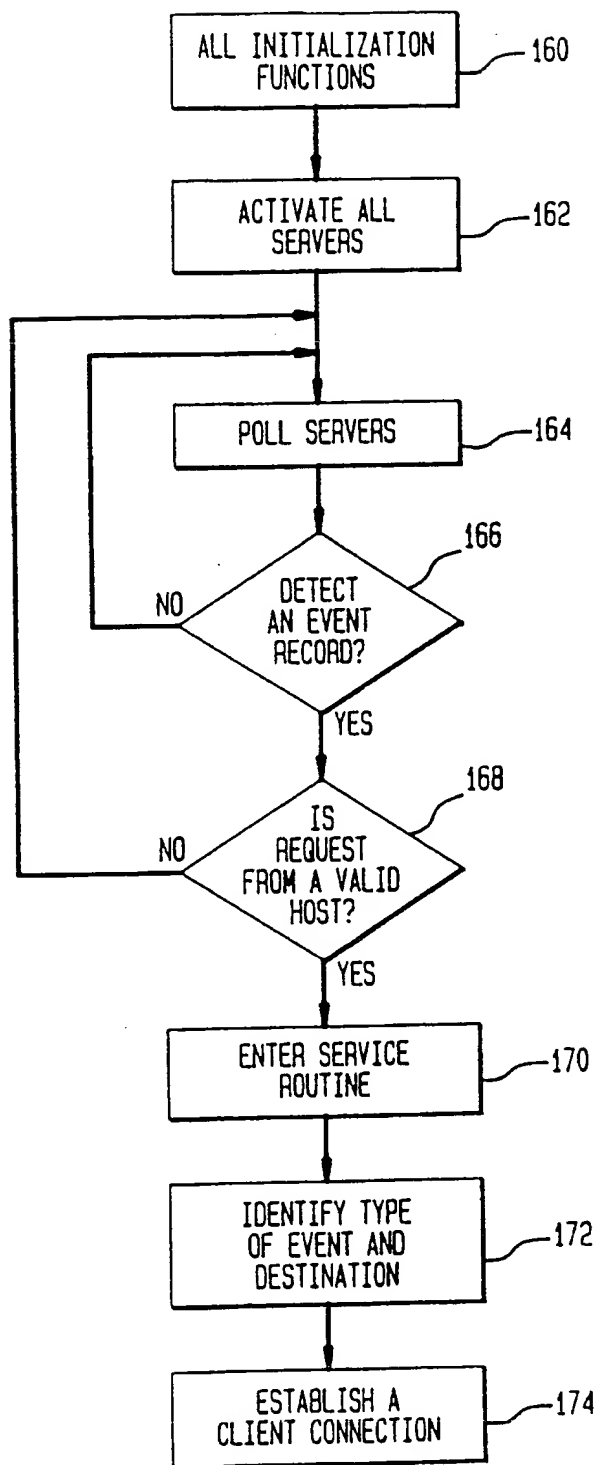 ALL INITIALIZATION
FUNCTIONS
160
ACTIVATE ALL
SERVERS
162
POLL SERVERS
164
166
DETECT
AN EVENT
RECORD?
NO
YES
168
IS
REQUEST
FROM A VALID
HOST?
NO
YES
ENTER SERVICE
ROUTINE
170
IDENTIFY TYPE
OF EVENT AND
DESTINATION
172
ESTABLISH A
CLIENT CONNECTION
174